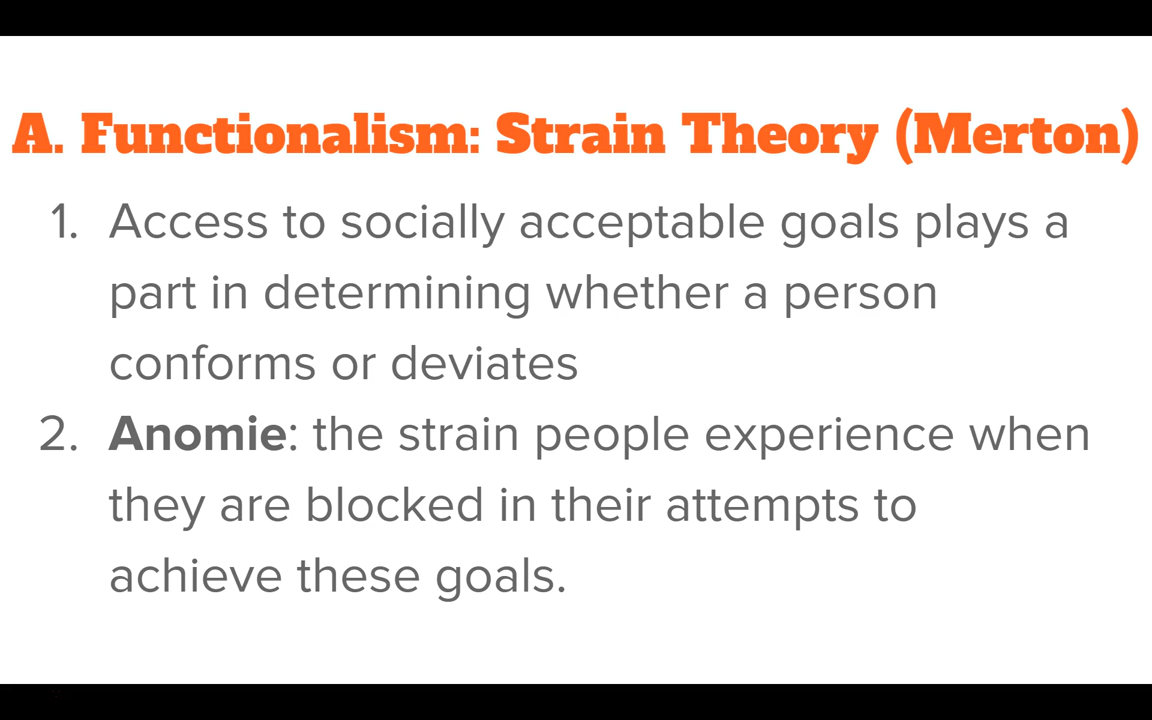 A. Functionalism: Strain Theory (Merton)
1. Access to socially acceptable goals plays a
part in determining whether a person
conforms or deviates
2. Anomie: the strain people experience when
they are blocked in their attempts to
achieve these goals.